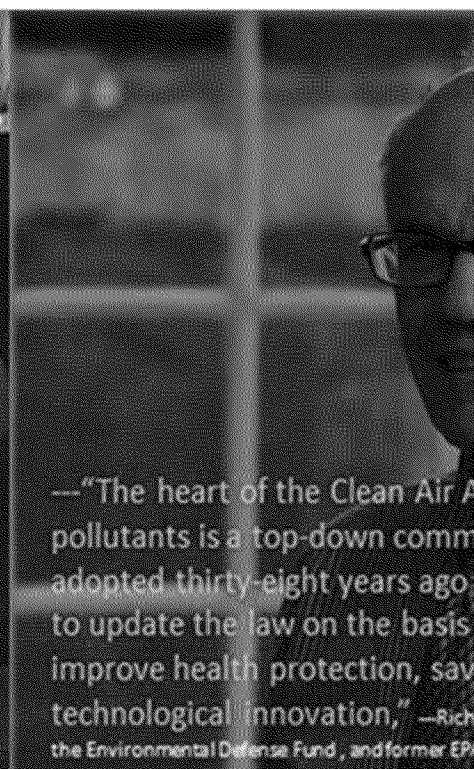 ---“The heart of the Clean Air A
pollutants is a top-down comm
adopted thirty-eight years ago
to update the law on the basis
improve health protection, sav
technological innovation,” —Rich
the Environmental Defense Fund, and former EP